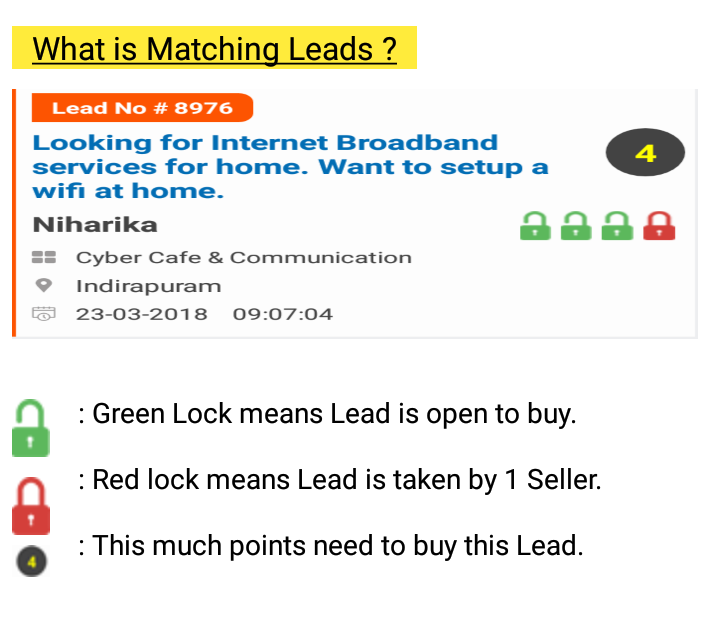 What is Matching Leads ?
Lead No # 8976
Looking for Internet Broadband
services for home. Want to setup a
wifi at home.
4
Niharika
Cyber Cafe & Communication
Indirapuram
23-03-2018 09:07:04
: Green Lock means Lead is open to buy.
: Red lock means Lead is taken by 1 Seller.
4 : This much points need to buy this Lead.